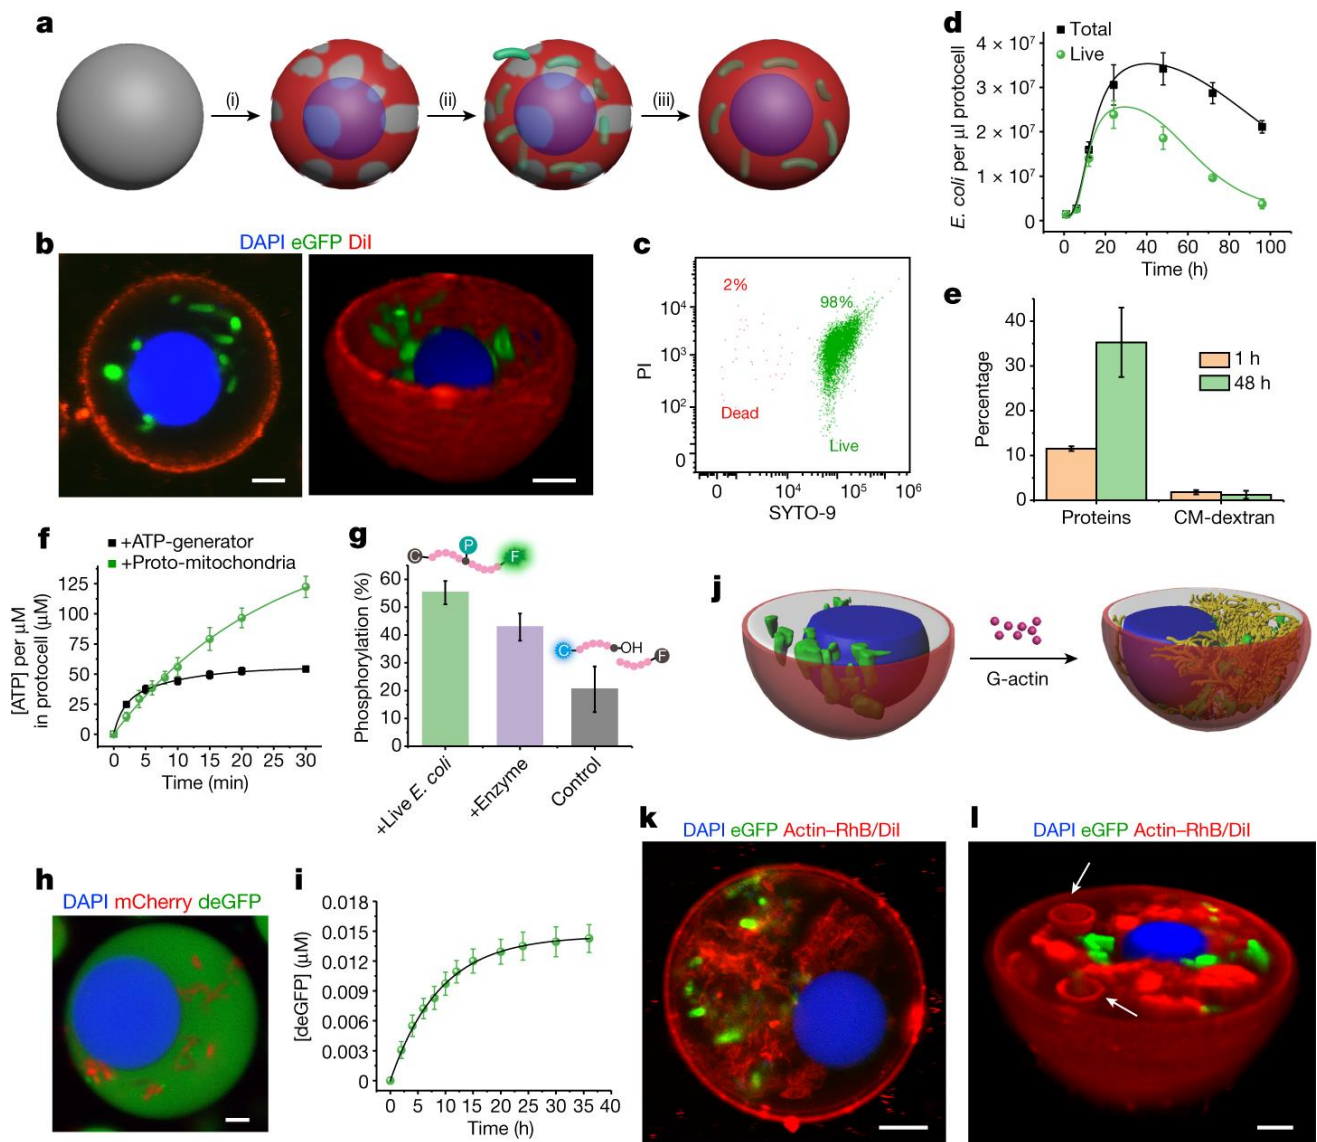 a
(i)
(ii)
(iii)
b
DAPI eGFP DiI
c
2%
98%
Dead
Live
PI
10⁴
10³
10²
0
0
10⁴
10⁵
10⁶
SYTO-9
d
Total
Live
E. coli per µl protocell
4 × 10⁷
3 × 10⁷
2 × 10⁷
1 × 10⁷
0
0 20 40 60 80 100
Time (h)
e
Percentage
40
30
20
10
0
1 h
48 h
Proteins
CM-dextran
f
+ATP-generator
+Proto-mitochondria
[ATP] per µM
in protocell (µM)
125
100
75
50
25
0
0 5 10 15 20 25 30
Time (min)
g
C
P
F
C
OH
F
Phosphorylation (%)
60
50
40
30
20
10
0
+Live E. coli
+Enzyme
Control
h
DAPI mCherry deGFP
i
[deGFP] (µM)
0.018
0.015
0.012
0.009
0.006
0.003
0
0 5 10 15 20 25 30 35 40
Time (h)
j
G-actin
k
DAPI eGFP Actin–RhB/DiI
l
DAPI eGFP Actin–RhB/DiI